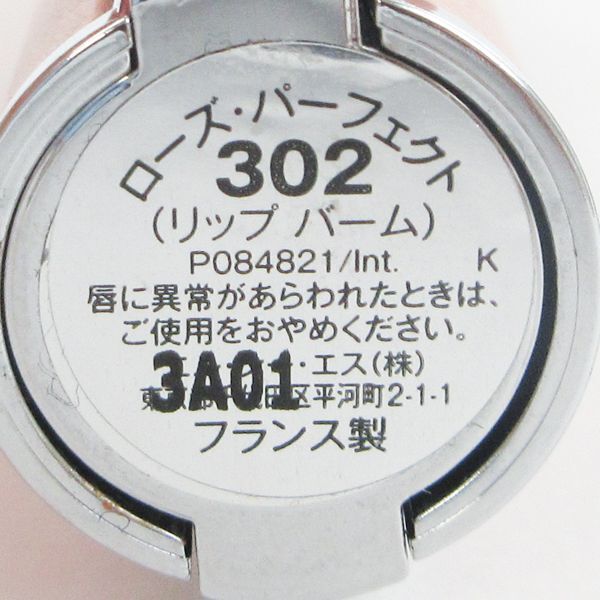 ローズ・パーフェクト
302
(リップ バーム)
P084821/Int. K
唇に異常があらわれたときは、
ご使用をおやめください。
・エス(株)
3A01
東 田区平河町2-1-1
フランス製